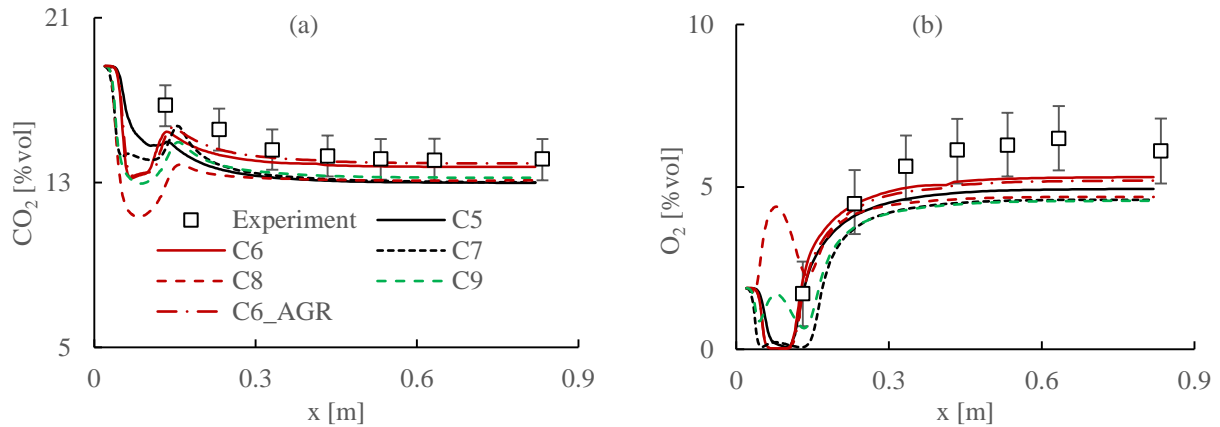 (a)
21
13
5
CO₂ [%vol]
Experiment
C5
C6
C7
C8
C9
C6_AGR
0
0.3
0.6
0.9
x [m]
(b)
10
5
0
O₂ [%vol]
0
0.3
0.6
0.9
x [m]